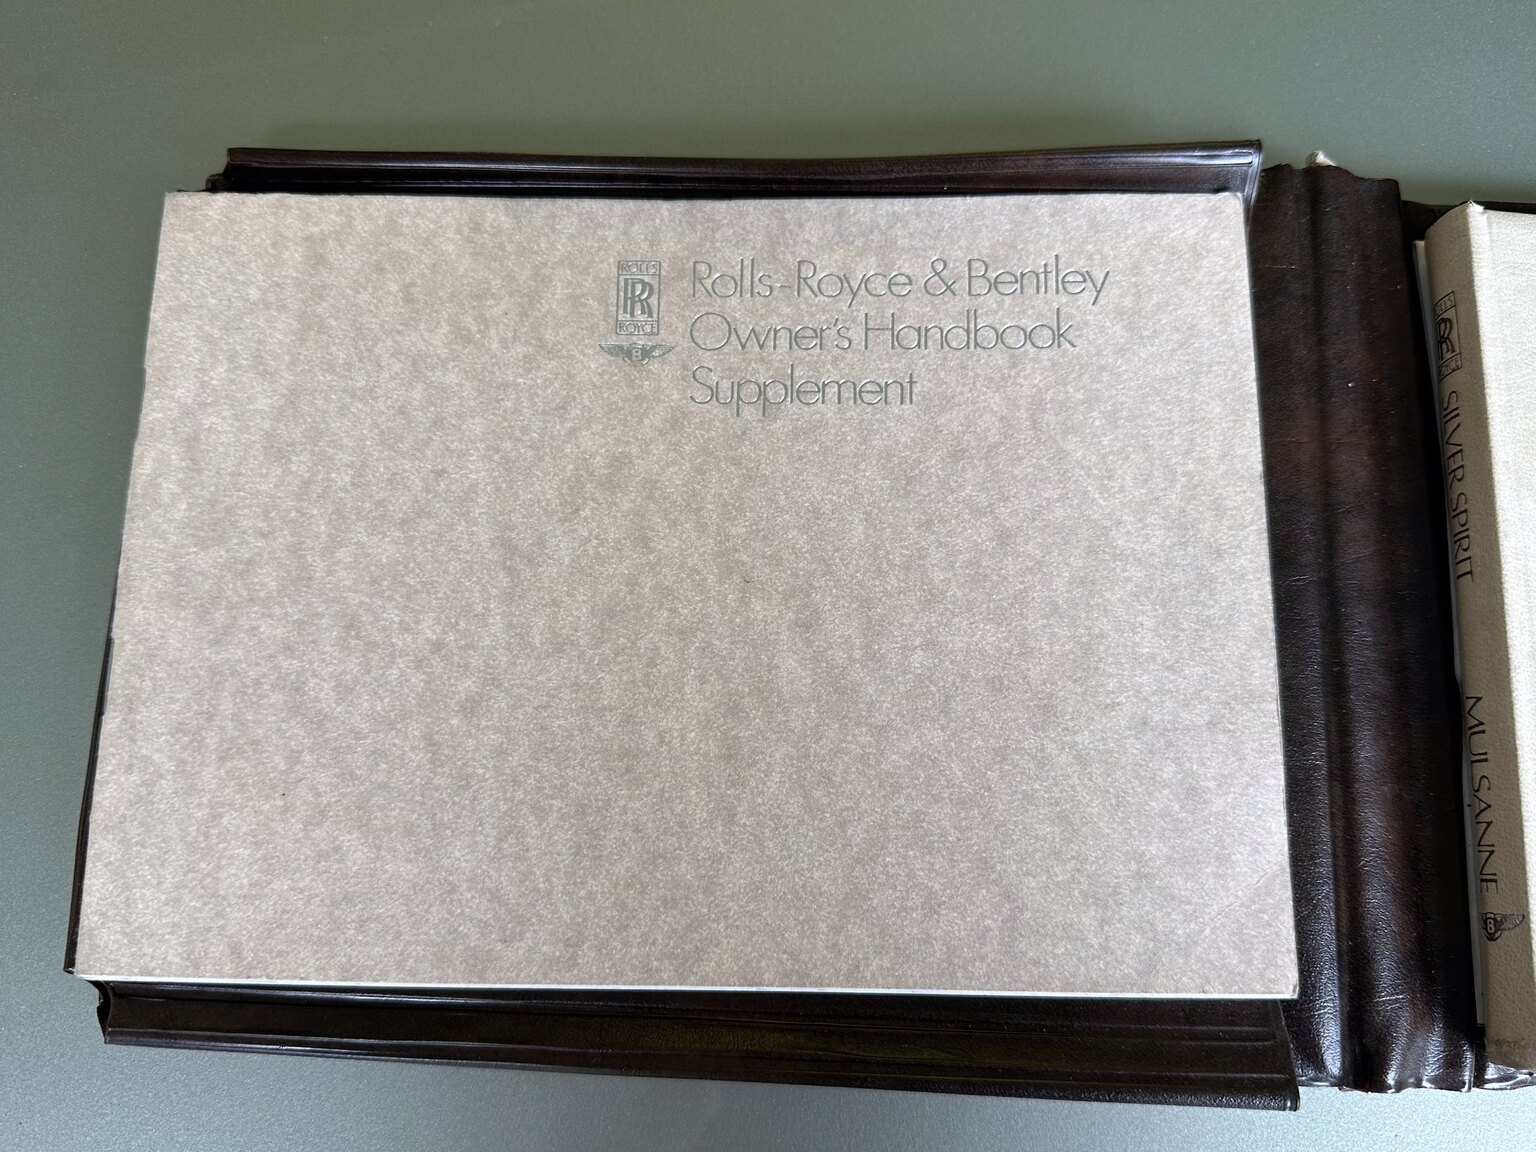 ROLLS
RR
ROYCE
B
Rolls-Royce & Bentley
Owner's Handbook
Supplement
ROLLS
RR
ROYCE
SILVER SPIRIT
MULSANNE
B